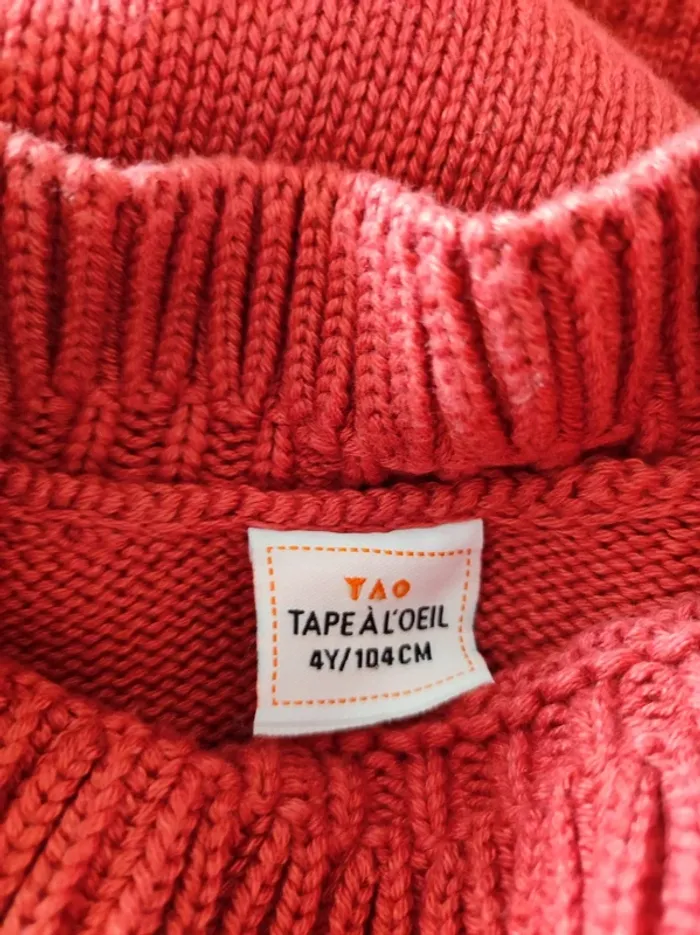 TAO
TAPE À L'OEIL
4Y/104CM